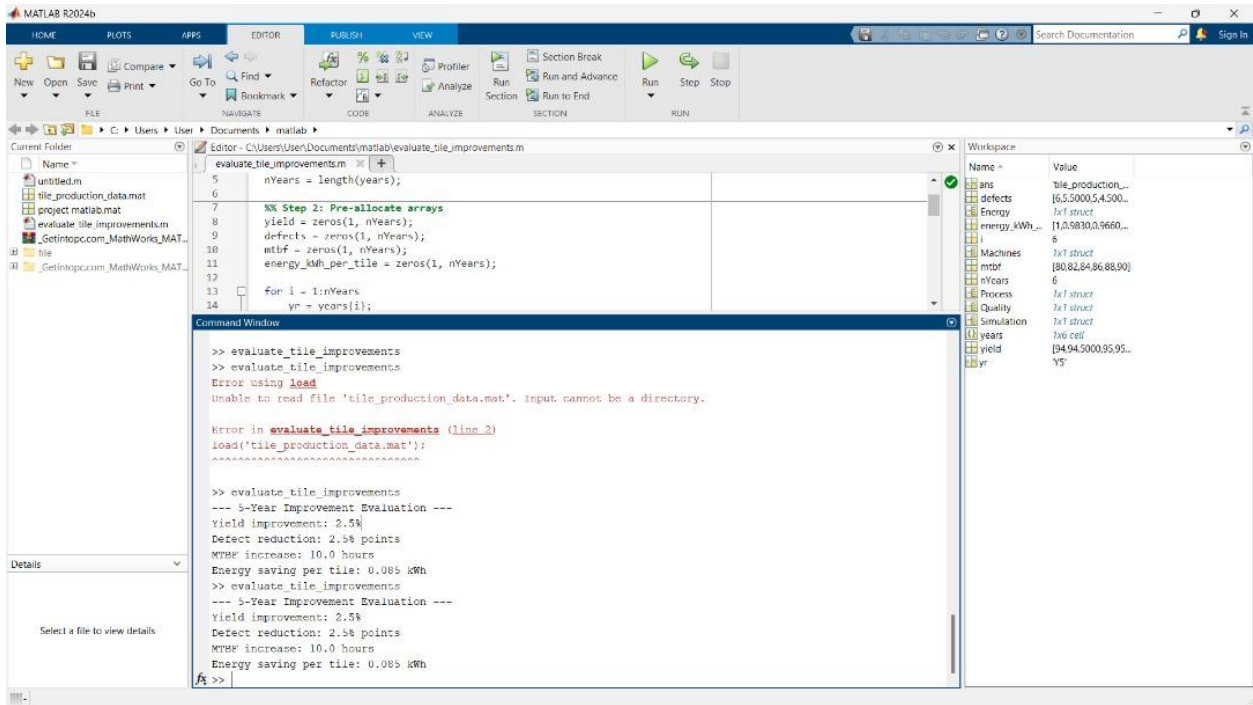 MATLAB R2024b
HOME PLOTS APPS EDITOR PUBLISH VIEW
Search Documentation
Sign In
New Open Save Compare Print
Go To Find Bookmark
Refactor
Profiler Analyze
Run Section
Section Break
Run and Advance
Run to End
Run Step Stop
FILE NAVIGATE CODE ANALYZE SECTION RUN
C: Users User Documents matlab
Current Folder
Name
untitled.m
tile_production_data.mat
project matlab.mat
evaluate_tile_improvements.m
_Getintopc.com_MathWorks_MAT...
tile
_Getintopc.com_MathWorks_MAT...
Details
Select a file to view details
Editor - C:\Users\User\Documents\matlab\evaluate_tile_improvements.m
evaluate_tile_improvements.m
5 nYears = length(years);
6
7 %% Step 2: Pre-allocate arrays
8 yield = zeros(1, nYears);
9 defects = zeros(1, nYears);
10 mtbf = zeros(1, nYears);
11 energy_kWh_per_tile = zeros(1, nYears);
12
13 for i = 1:nYears
14 yr = years{i};
Command Window
>> evaluate_tile_improvements
>> evaluate_tile_improvements
Error using load
Unable to read file 'tile_production_data.mat'. Input cannot be a directory.
Error in evaluate_tile_improvements (line 2)
load('tile_production_data.mat');
^^^^^^^^^^^^^^^^^^^^^^^^^^^^^^^^
>> evaluate_tile_improvements
--- 5-Year Improvement Evaluation ---
Yield improvement: 2.5%
Defect reduction: 2.5% points
MTBF increase: 10.0 hours
Energy saving per tile: 0.085 kWh
>> evaluate_tile_improvements
--- 5-Year Improvement Evaluation ---
Yield improvement: 2.5%
Defect reduction: 2.5% points
MTBF increase: 10.0 hours
Energy saving per tile: 0.085 kWh
fx >>
Workspace
Name Value
ans 'tile_production_...
defects [6,5.5000,5,4.500...
Energy 1x1 struct
energy_kWh_... [1,0.9830,0.9660,...
i 6
Machines 1x1 struct
mtbf [80,82,84,86,88,90]
nYears 6
Process 1x1 struct
Quality 1x1 struct
Simulation 1x1 struct
years 1x6 cell
yield [94,94.5000,95,95...
yr 'Y5'